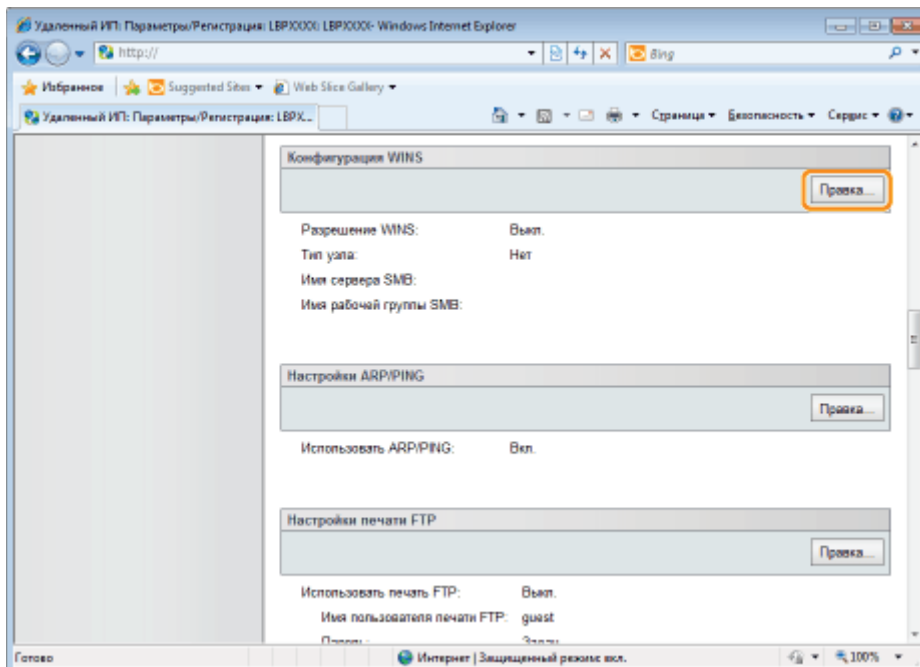 Удаленный ИП: Параметры/Регистрация: LBPXXXX: LBPXXXX- Windows Internet Explorer
http://
Bing
Избранное Suggested Sites Web Slice Gallery
Удаленный ИП: Параметры/Регистрация: LBPX... Страница Безопасность Сервис
Конфигурация WINS
Правка...
Разрешение WINS: Выкл.
Тип узла: Нет
Имя сервера SMB:
Имя рабочей группы SMB:
Настройки ARP/PING
Правка...
Использовать ARP/PING: Вкл.
Настройки печати FTP
Правка...
Использовать печать FTP: Выкл.
Имя пользователя печати FTP: guest
Готово Интернет | Защищенный режим: вкл. 100%